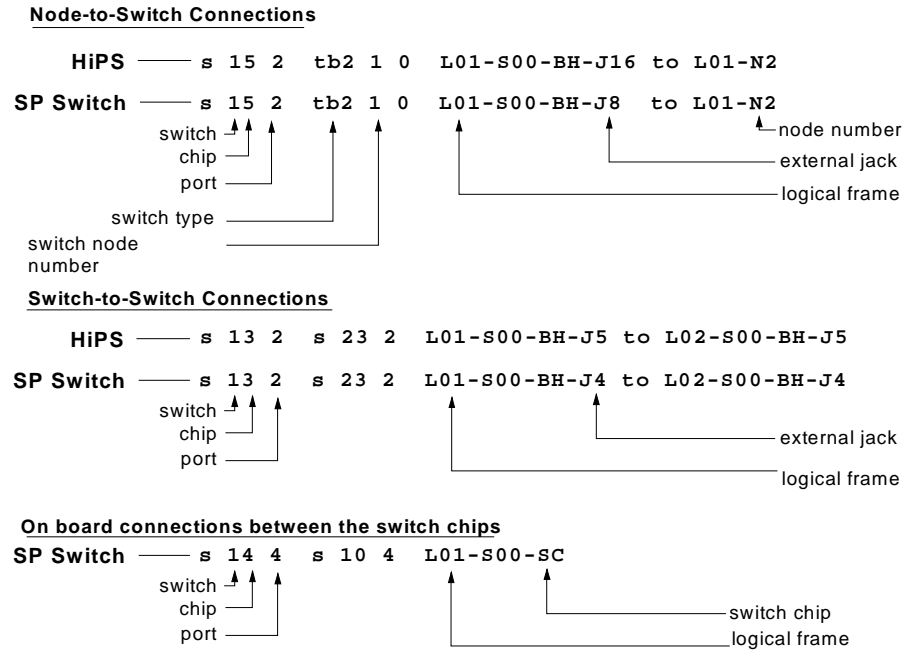 Node-to-Switch Connections
HiPS s 15 2 tb2 1 0 L01-S00-BH-J16 to L01-N2
SP Switch s 15 2 tb2 1 0 L01-S00-BH-J8 to L01-N2
switch
node number
chip
external jack
port
logical frame
switch type
switch node
number
Switch-to-Switch Connections
HiPS s 13 2 s 23 2 L01-S00-BH-J5 to L02-S00-BH-J5
SP Switch s 13 2 s 23 2 L01-S00-BH-J4 to L02-S00-BH-J4
switch
chip
external jack
port
logical frame
On board connections between the switch chips
SP Switch s 14 4 s 10 4 L01-S00-SC
switch
chip
switch chip
port
logical frame